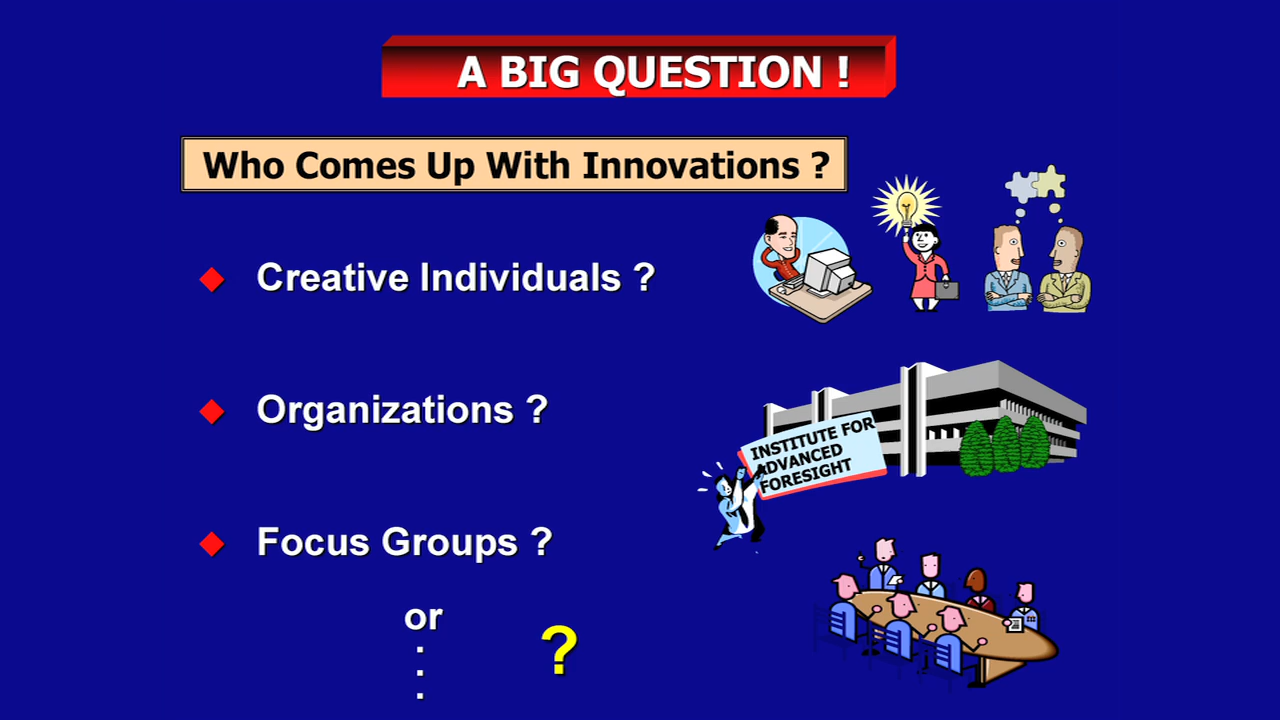 A BIG QUESTION !
Who Comes Up With Innovations ?
Creative Individuals ?
Organizations ?
INSTITUTE FOR
ADVANCED
FORESIGHT
Focus Groups ?
or
.
.
.
?